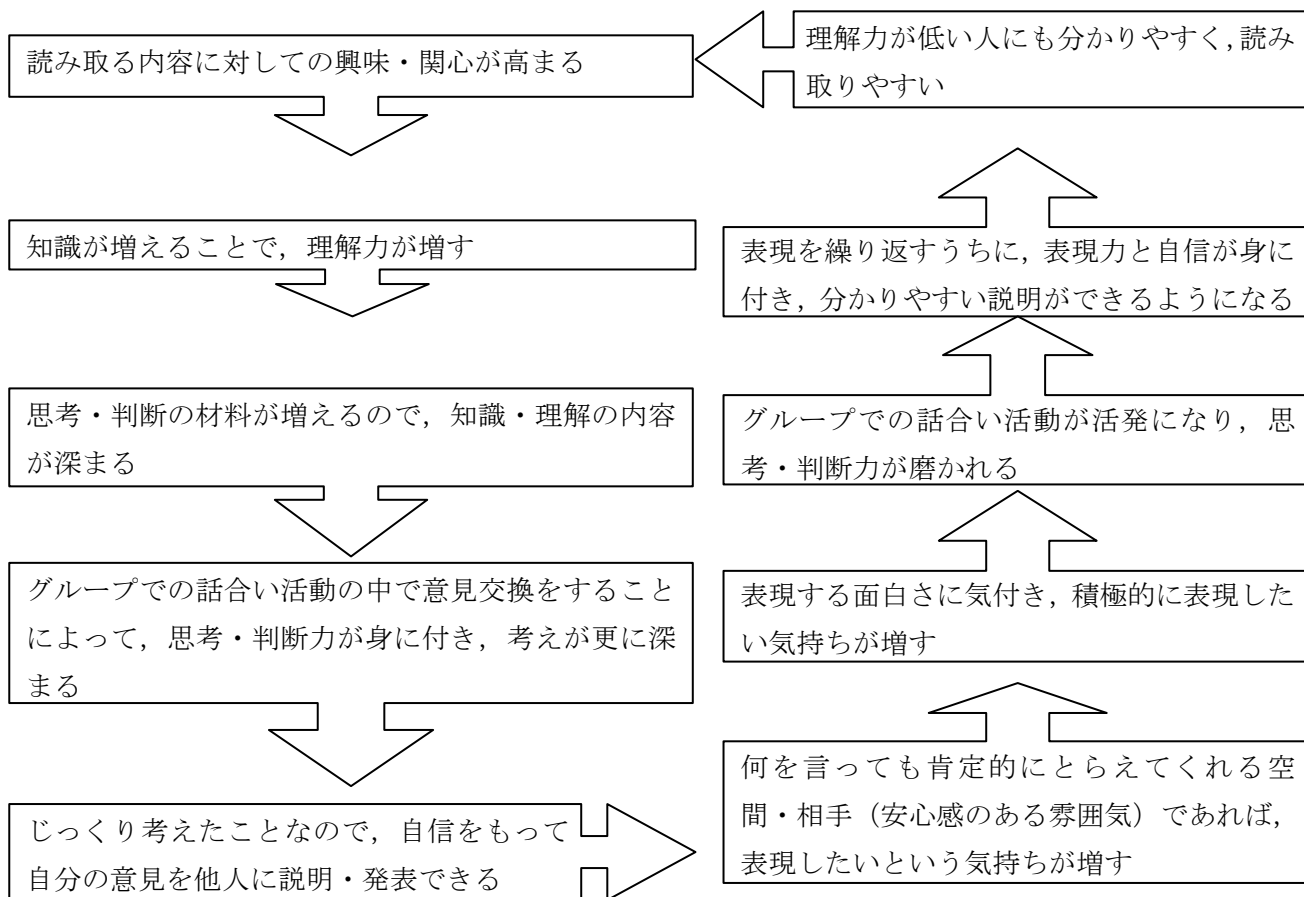 読み取る内容に対しての興味・関心が高まる
知識が増えることで，理解力が増す
思考・判断の材料が増えるので，知識・理解の内容
が深まる
グループでの話合い活動の中で意見交換をすること
によって，思考・判断力が身に付き，考えが更に深
まる
じっくり考えたことなので，自信をもって
自分の意見を他人に説明・発表できる
何を言っても肯定的にとらえてくれる空
間・相手（安心感のある雰囲気）であれば，
表現したいという気持ちが増す
表現する面白さに気付き，積極的に表現した
い気持ちが増す
グループでの話合い活動が活発になり，思
考・判断力が磨かれる
表現を繰り返すうちに，表現力と自信が身に
付き，分かりやすい説明ができるようになる
理解力が低い人にも分かりやすく，読み
取りやすい